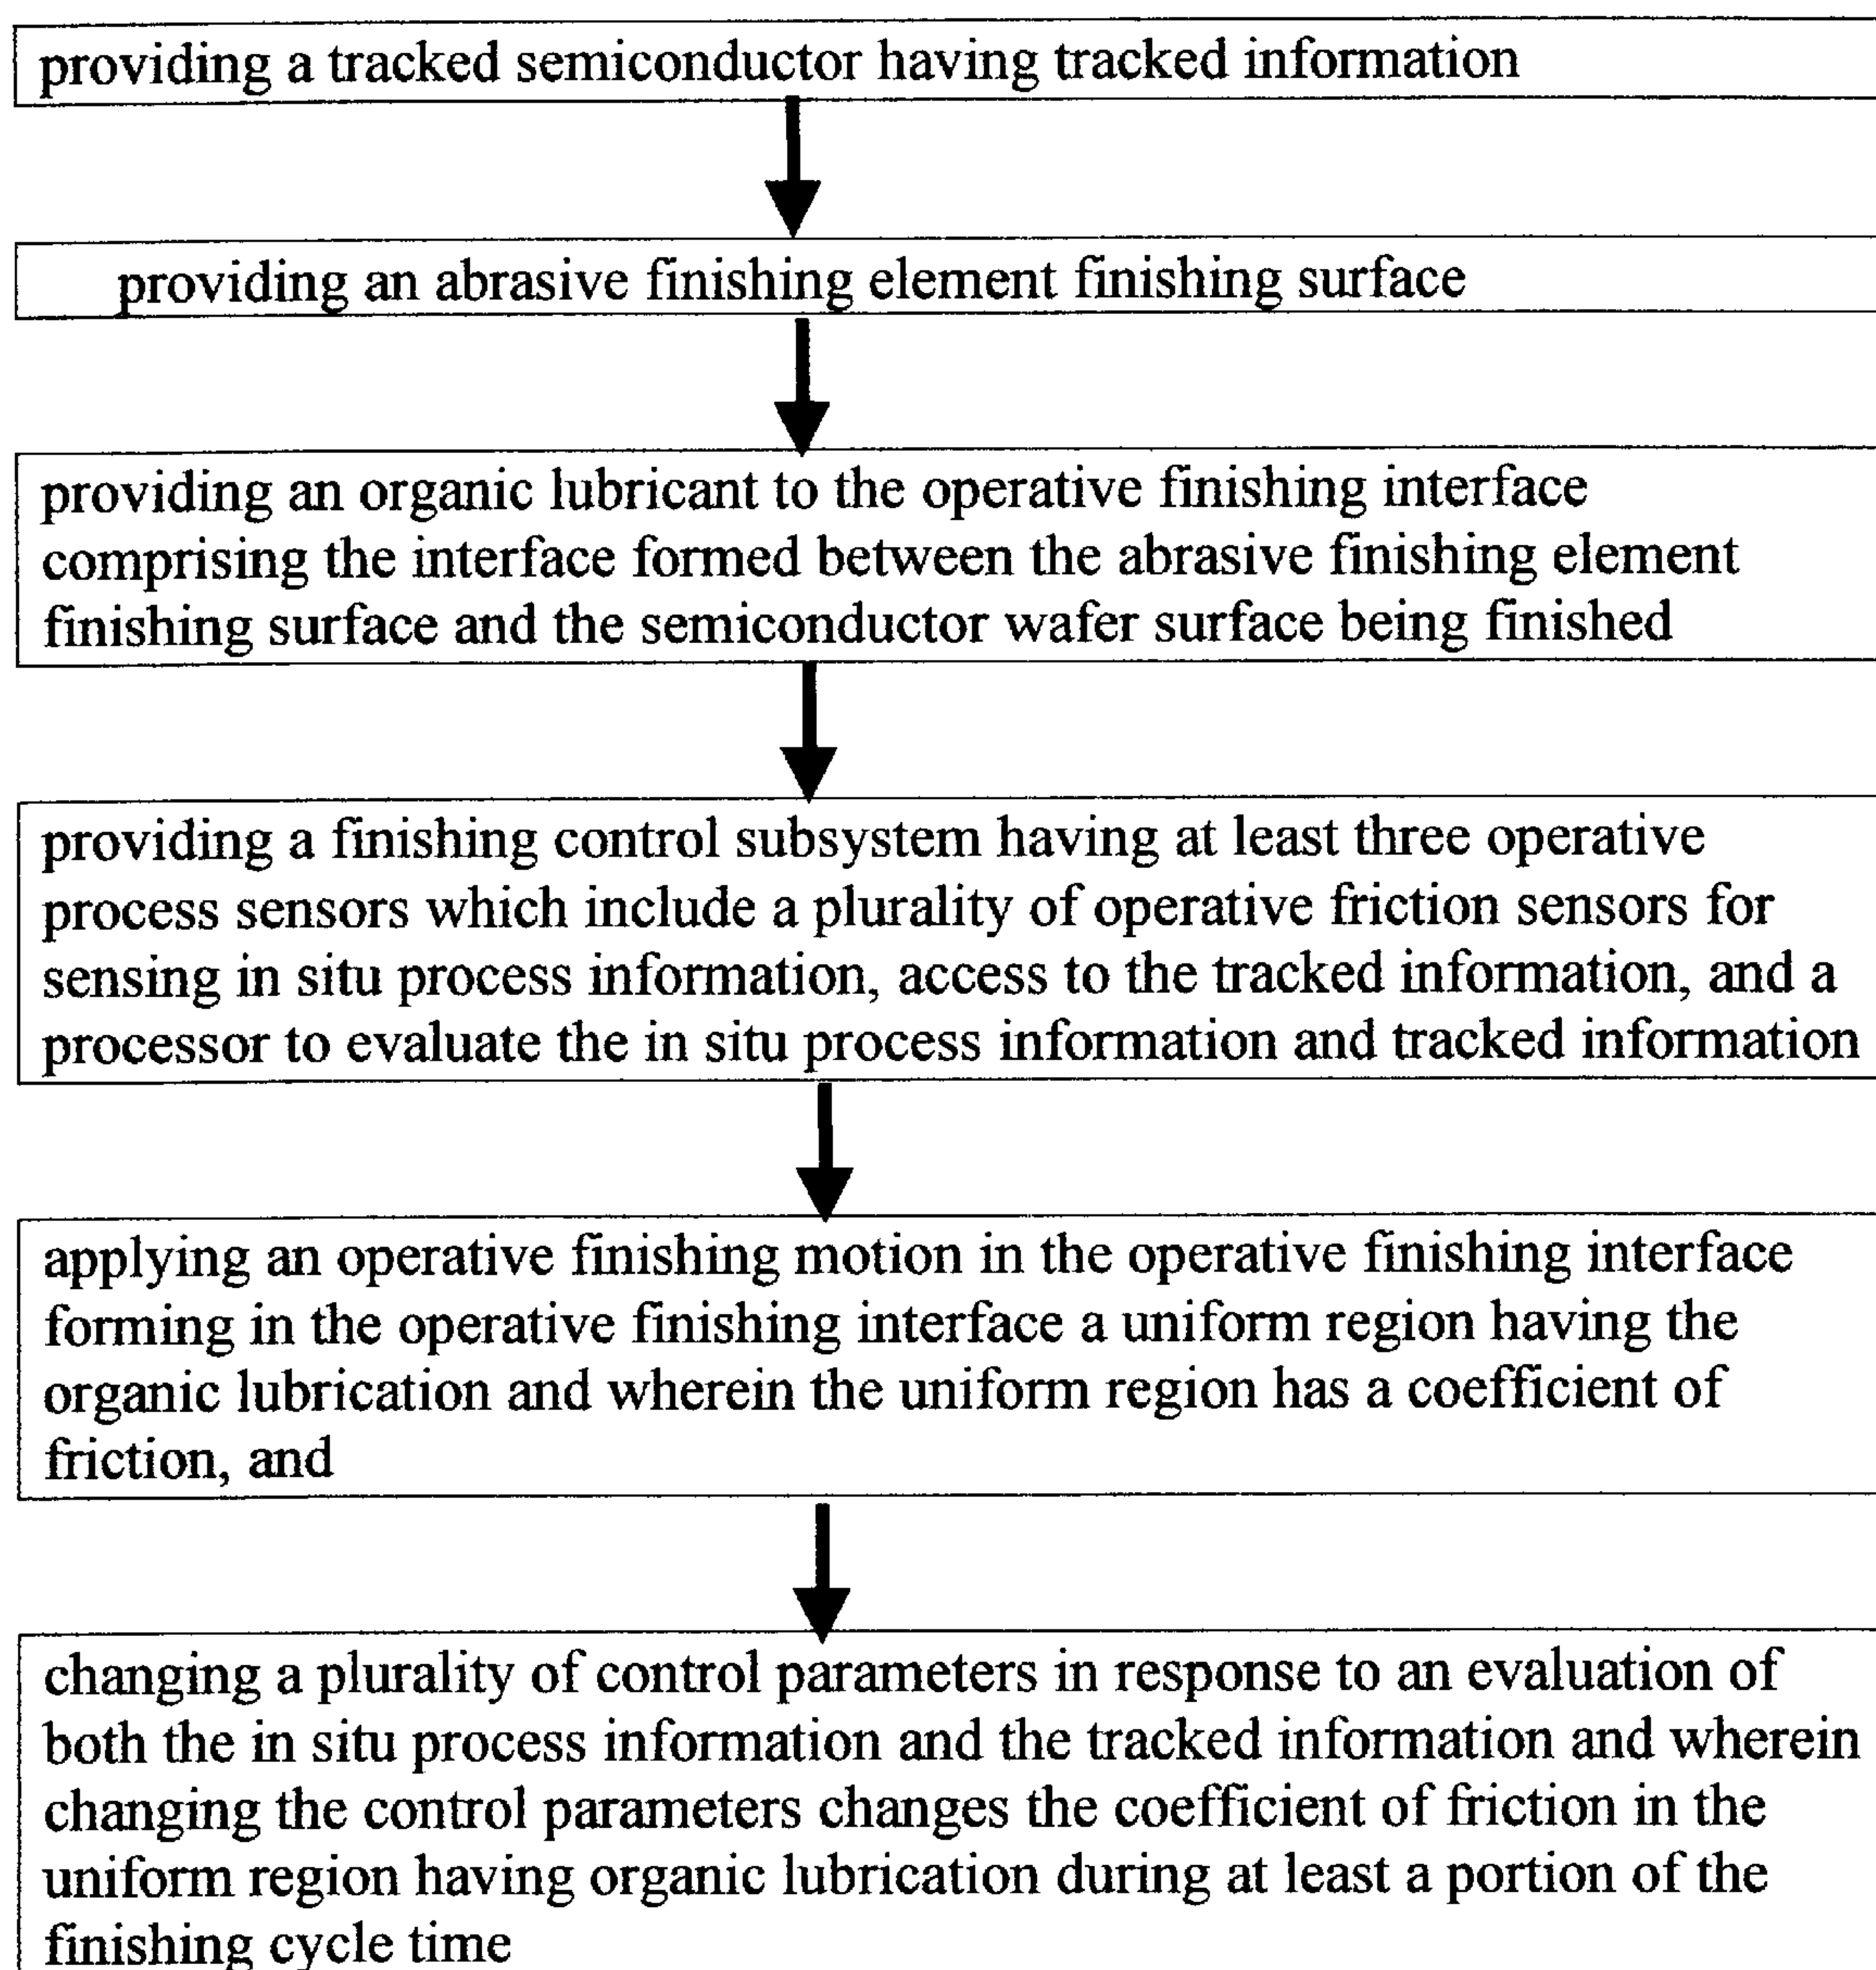 providing a tracked semiconductor having tracked information
providing an abrasive finishing element finishing surface
providing an organic lubricant to the operative finishing interface
comprising the interface formed between the abrasive finishing element
finishing surface and the semiconductor wafer surface being finished
providing a finishing control subsystem having at least three operative
process sensors which include a plurality of operative friction sensors for
sensing in situ process information, access to the tracked information, and a
processor to evaluate the in situ process information and tracked information
applying an operative finishing motion in the operative finishing interface
forming in the operative finishing interface a uniform region having the
organic lubrication and wherein the uniform region has a coefficient of
friction, and
changing a plurality of control parameters in response to an evaluation of
both the in situ process information and the tracked information and wherein
changing the control parameters changes the coefficient of friction in the
uniform region having organic lubrication during at least a portion of the
finishing cycle time